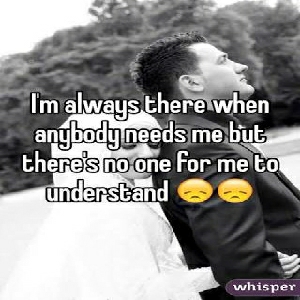 I'm always there when
anybody needs me but
there's no one for me to
understand 😞😞
whisper